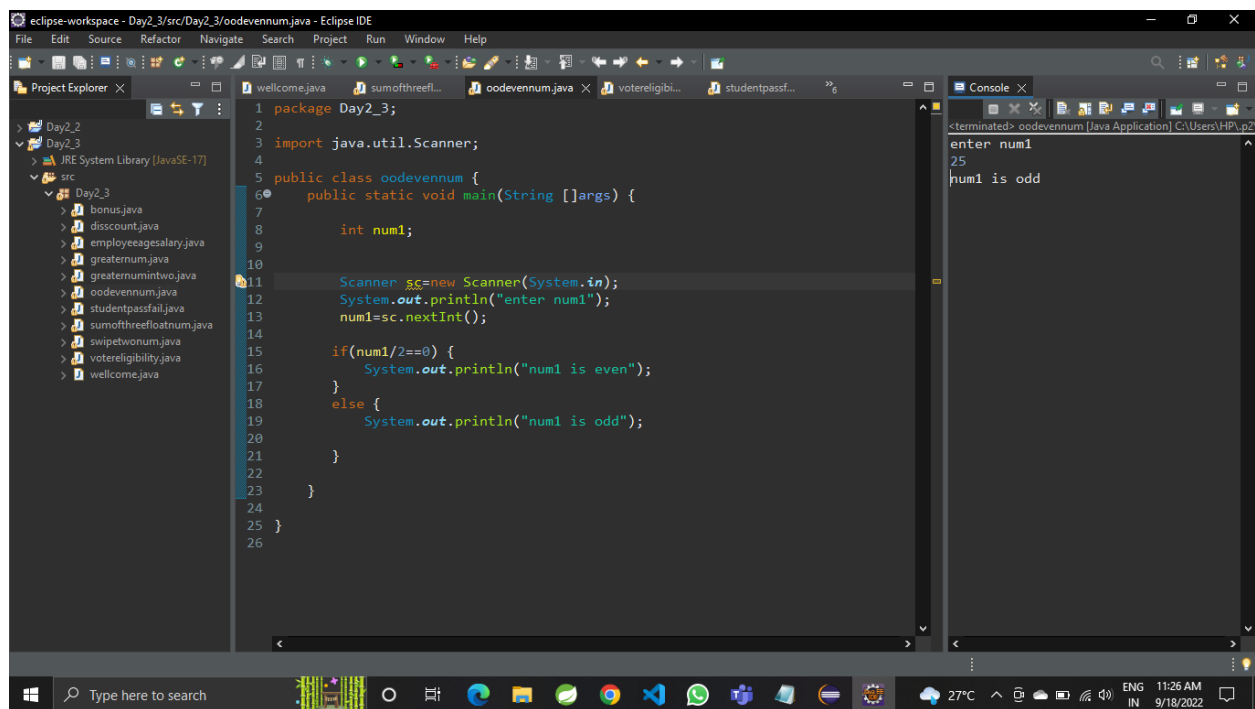 eclipse-workspace - Day2_3/src/Day2_3/oodevennum.java - Eclipse IDE
File Edit Source Refactor Navigate Search Project Run Window Help
Project Explorer
Day2_2
Day2_3
JRE System Library [JavaSE-17]
src
Day2_3
bonus.java
disscount.java
employeeagesalary.java
greaternum.java
greaternumintwo.java
oodevennum.java
studentpassfail.java
sumofthreefloatnum.java
swipetwonum.java
votereligibility.java
wellcome.java
wellcome.java sumofthreefl... oodevennum.java votereligibi... studentpassf... »6
1 package Day2_3;
2
3 import java.util.Scanner;
4
5 public class oodevennum {
6 public static void main(String []args) {
7
8 int num1;
9
10
11 Scanner sc=new Scanner(System.in);
12 System.out.println("enter num1");
13 num1=sc.nextInt();
14
15 if(num1/2==0) {
16 System.out.println("num1 is even");
17 }
18 else {
19 System.out.println("num1 is odd");
20
21 }
22
23 }
24
25 }
26
Console
<terminated> oodevennum [Java Application] C:\Users\HP\.p2\
enter num1
25
num1 is odd
Type here to search
27°C
ENG
IN
11:26 AM
9/18/2022